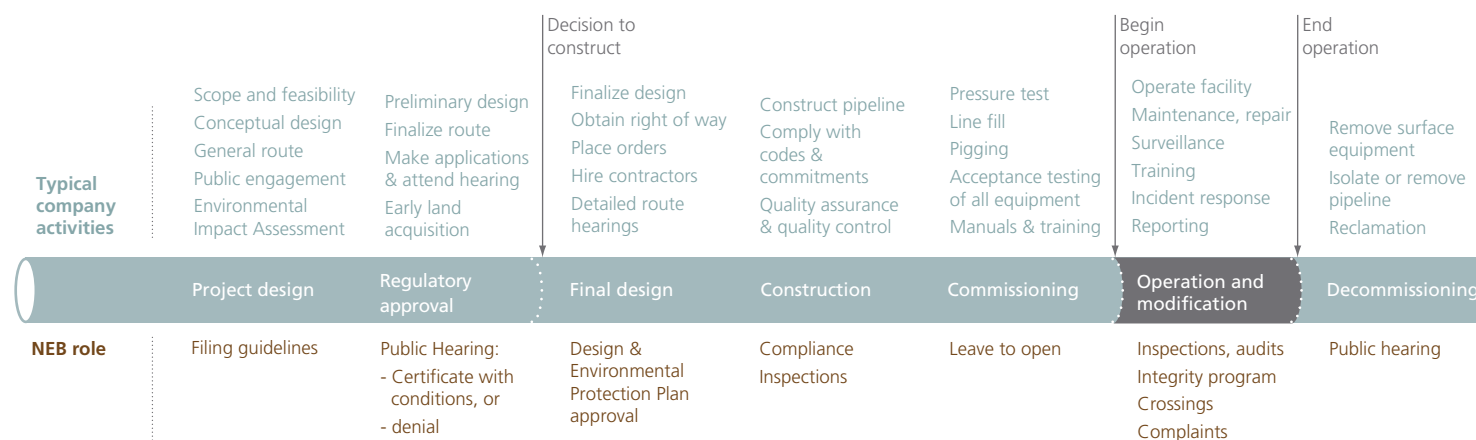 Decision to
construct
Begin
operation
End
operation
Typical
company
activities
Scope and feasibility
Conceptual design
General route
Public engagement
Environmental
Impact Assessment
Preliminary design
Finalize route
Make applications
& attend hearing
Early land
acquisition
Finalize design
Obtain right of way
Place orders
Hire contractors
Detailed route
hearings
Construct pipeline
Comply with
codes &
commitments
Quality assurance
& quality control
Pressure test
Line fill
Pigging
Acceptance testing
of all equipment
Manuals & training
Operate facility
Maintenance, repair
Surveillance
Training
Incident response
Reporting
Remove surface
equipment
Isolate or remove
pipeline
Reclamation
Project design
Regulatory
approval
Final design
Construction
Commissioning
Operation and
modification
Decommissioning
NEB role
Filing guidelines
Public Hearing:
- Certificate with
conditions, or
- denial
Design &
Environmental
Protection Plan
approval
Compliance
Inspections
Leave to open
Inspections, audits
Integrity program
Crossings
Complaints
Public hearing